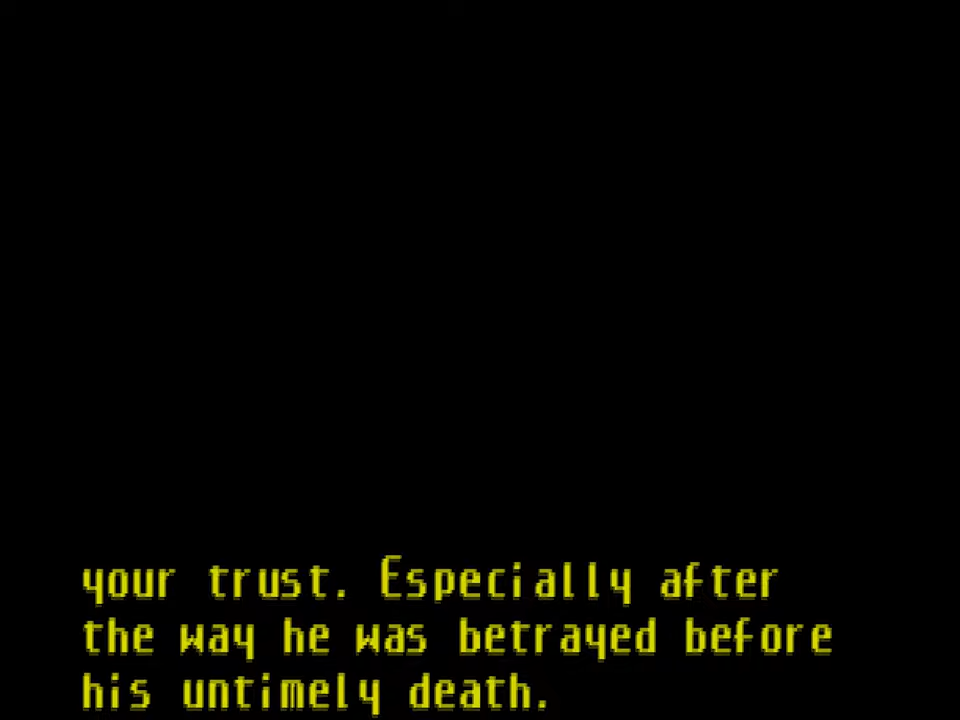 your trust. Especially after
the way he was betrayed before
his untimely death.